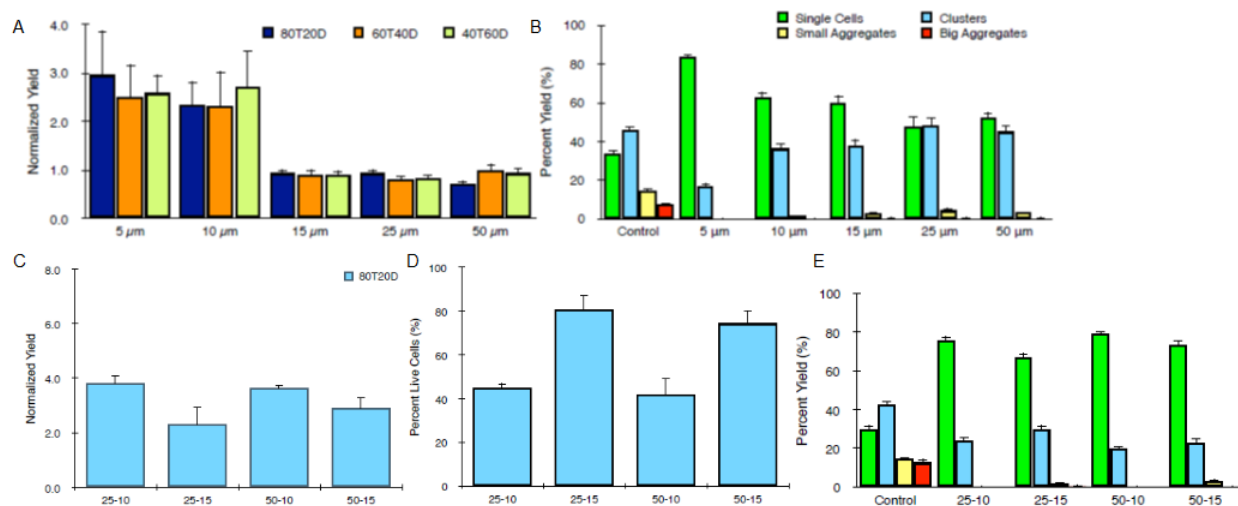 A
Normalized Yield
4.0
3.0
2.0
1.0
0.0
80T20D 60T40D 40T60D
5 µm 10 µm 15 µm 25 µm 50 µm
B
Percent Yield (%)
100
80
60
40
20
0
Single Cells Clusters
Small Aggregates Big Aggregates
Control 5 µm 10 µm 15 µm 25 µm 50 µm
C
Normalized Yield
8.0
6.0
4.0
2.0
0.0
80T20D
25-10 25-15 50-10 50-15
D
Percent Live Cells (%)
100
80
60
40
20
0
25-10 25-15 50-10 50-15
E
Percent Yield (%)
100
80
60
40
20
0
Control 25-10 25-15 50-10 50-15